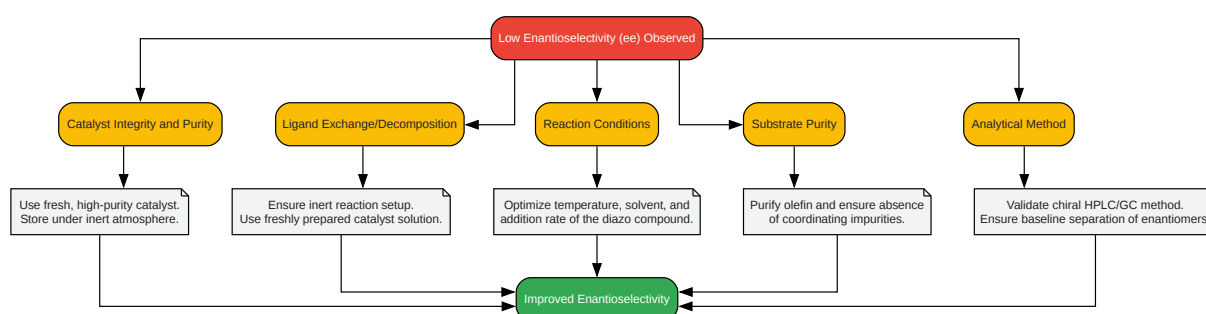 Low Enantioselectivity (ee) Observed
Catalyst Integrity and Purity
Ligand Exchange/Decomposition
Reaction Conditions
Substrate Purity
Analytical Method
Use fresh, high-purity catalyst.
Store under inert atmosphere.
Ensure inert reaction setup.
Use freshly prepared catalyst solution.
Optimize temperature, solvent, and
addition rate of the diazo compound.
Purify olefin and ensure absence
of coordinating impurities.
Validate chiral HPLC/GC method.
Ensure baseline separation of enantiomers
Improved Enantioselectivity